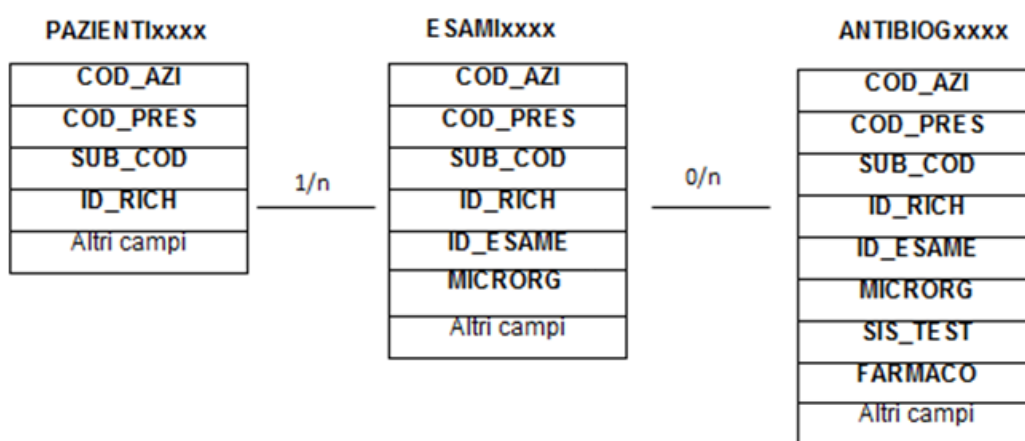 PAZIENTIxxxx
COD_AZI
COD_PRES
SUB_COD
ID_RICH
Altri campi
1/n
ESAMIxxxx
COD_AZI
COD_PRES
SUB_COD
ID_RICH
ID_ESAME
MICRORG
Altri campi
0/n
ANTIBIOGxxxx
COD_AZI
COD_PRES
SUB_COD
ID_RICH
ID_ESAME
MICRORG
SIS_TEST
FARMACO
Altri campi